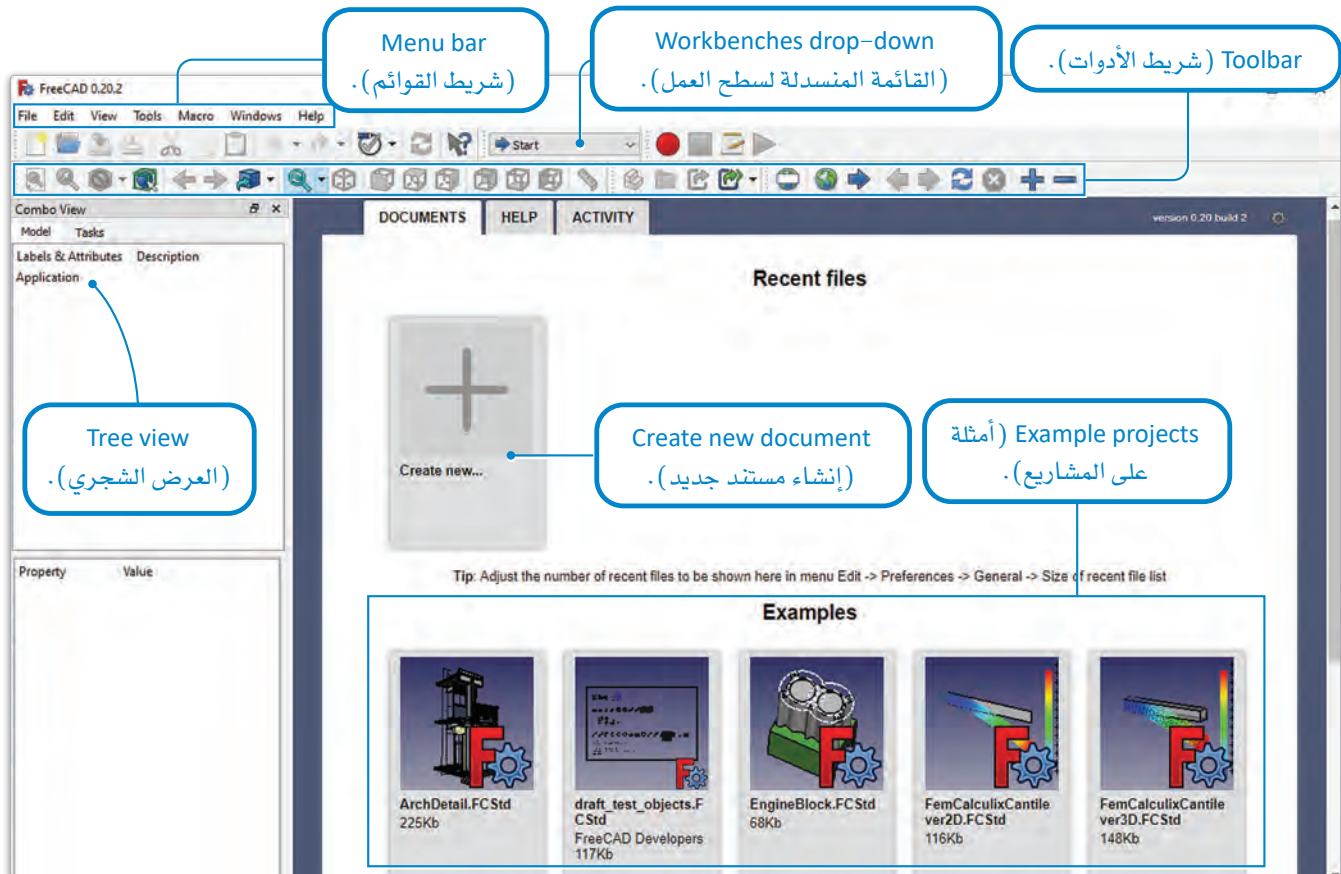 Menu bar
(شريط القوائم).
Workbenches drop-down
(القائمة المنسدلة لسطح العمل).
Toolbar (شريط الأدوات).
FreeCAD 0.20.2
File Edit View Tools Macro Windows Help
Start
Combo View
Model Tasks
Labels & Attributes Description
Application
DOCUMENTS HELP ACTIVITY
version 0.20 build 2
Recent files
Tree view
(العرض الشجري).
Create new...
Create new document
(إنشاء مستند جديد).
Example projects (أمثلة
على المشاريع).
Property Value
Tip: Adjust the number of recent files to be shown here in menu Edit -> Preferences -> General -> Size of recent file list
Examples
ArchDetail.FCStd
225Kb
draft_test_objects.F
CStd
FreeCAD Developers
117Kb
EngineBlock.FCStd
68Kb
FemCalculixCantile
ver2D.FCStd
116Kb
FemCalculixCantile
ver3D.FCStd
148Kb